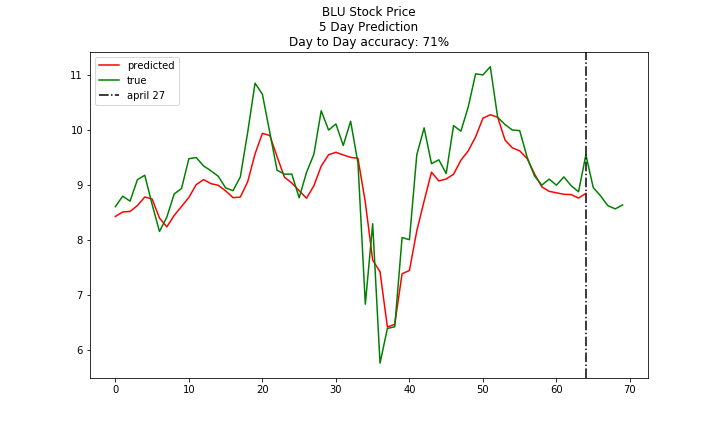 BLU Stock Price
5 Day Prediction
Day to Day accuracy: 71%
predicted
true
april 27
11
10
9
8
7
6
0 10 20 30 40 50 60 70